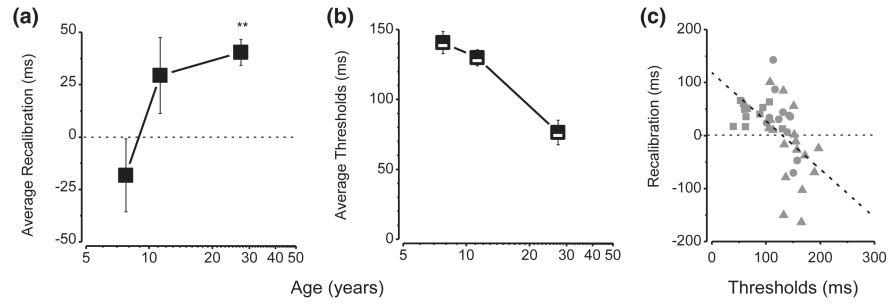 (a)
Average Recalibration (ms)
50
25
0
-25
-50
**
5 10 20 30 40 50
(b)
Average Thresholds (ms)
150
100
50
0
5 10 20 30 40 50
Age (years)
(c)
Recalibration (ms)
200
100
0
-100
-200
0 100 200 300
Thresholds (ms)